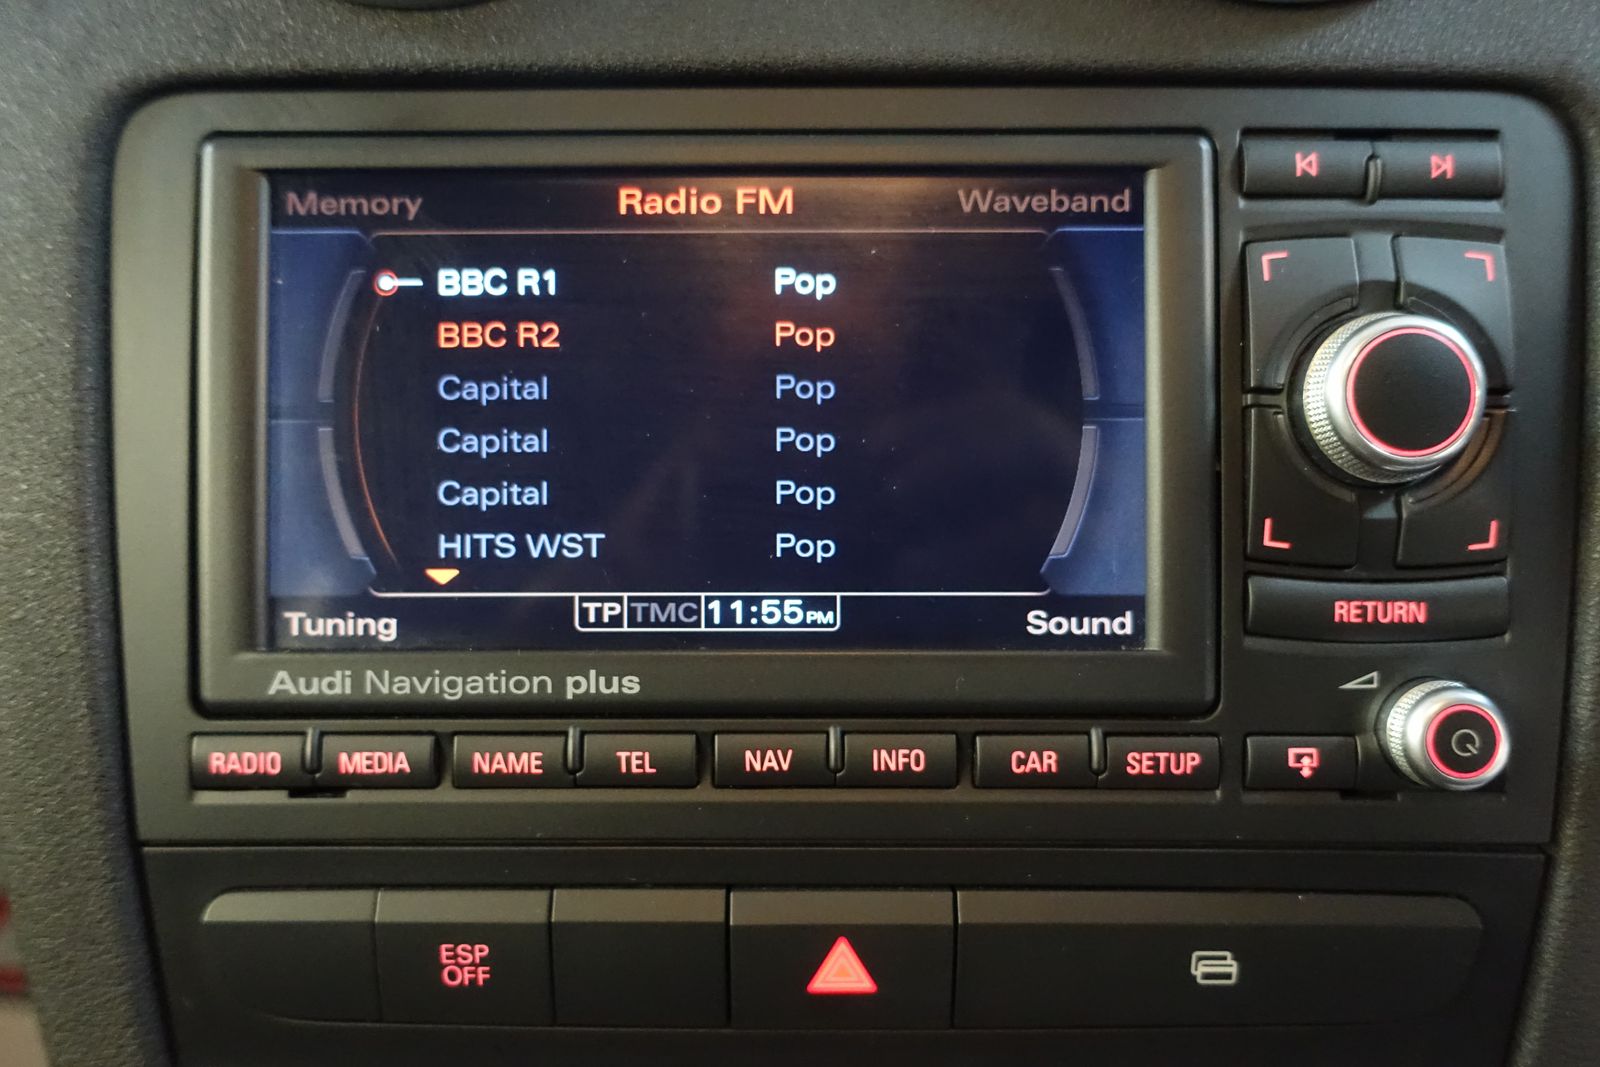 Memory Radio FM Waveband
BBC R1 Pop
BBC R2 Pop
Capital Pop
Capital Pop
Capital Pop
HITS WST Pop
Tuning TP TMC 11:55 PM Sound
RETURN
Audi Navigation plus
RADIO MEDIA NAME TEL NAV INFO CAR SETUP
ESP
OFF